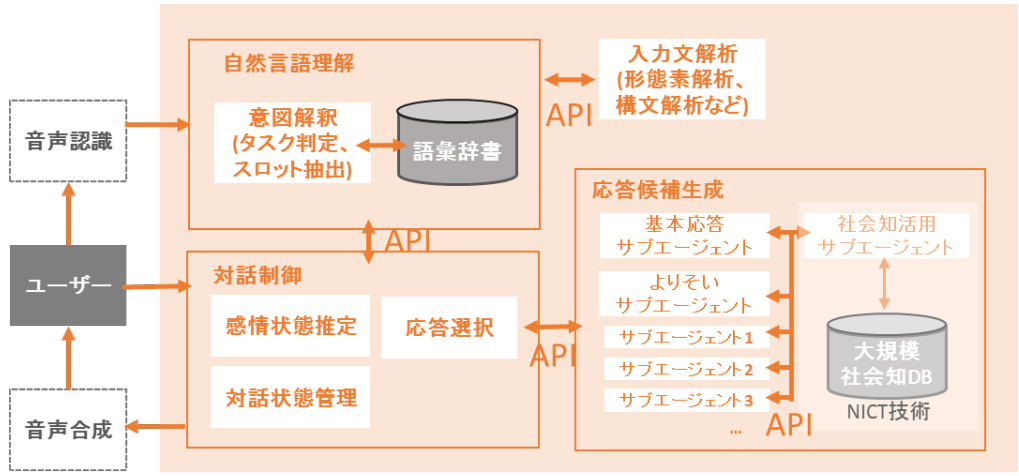 自然言語理解
意図解釈
(タスク判定、
スロット抽出)
語彙辞書
API
入力文解析
(形態素解析、
構文解析など)
音声認識
ユーザー
音声合成
API
対話制御
感情状態推定
応答選択
対話状態管理
API
応答候補生成
基本応答
サブエージェント
よりそい
サブエージェント
サブエージェント1
サブエージェント2
サブエージェント3
...
API
社会知活用
サブエージェント
大規模
社会知DB
NICT技術